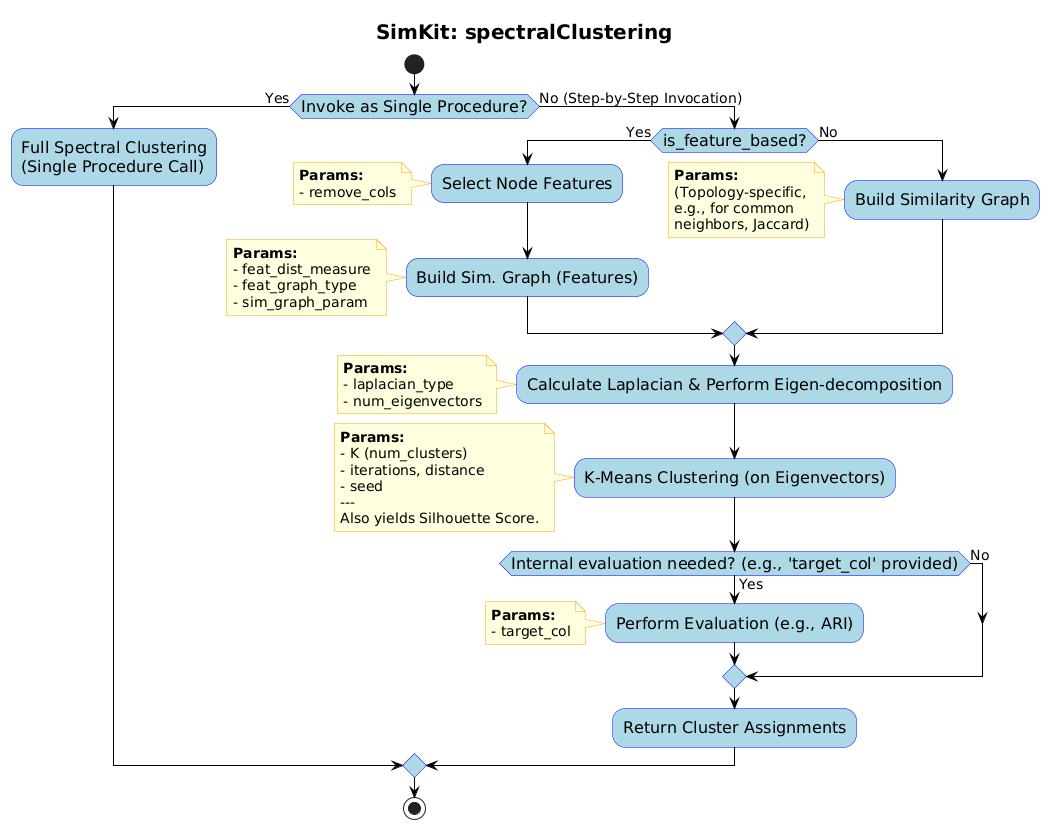 SimKit: spectralClustering
Yes
Invoke as Single Procedure?
No (Step-by-Step Invocation)
Full Spectral Clustering
(Single Procedure Call)
Yes
is_feature_based?
No
Params:
- remove_cols
Select Node Features
Params:
(Topology-specific,
e.g., for common
neighbors, Jaccard)
Build Similarity Graph
Params:
- feat_dist_measure
- feat_graph_type
- sim_graph_param
Build Sim. Graph (Features)
Params:
- laplacian_type
- num_eigenvectors
Calculate Laplacian & Perform Eigen-decomposition
Params:
- K (num_clusters)
- iterations, distance
- seed
---
Also yields Silhouette Score.
K-Means Clustering (on Eigenvectors)
Internal evaluation needed? (e.g., 'target_col' provided)
No
Yes
Params:
- target_col
Perform Evaluation (e.g., ARI)
Return Cluster Assignments